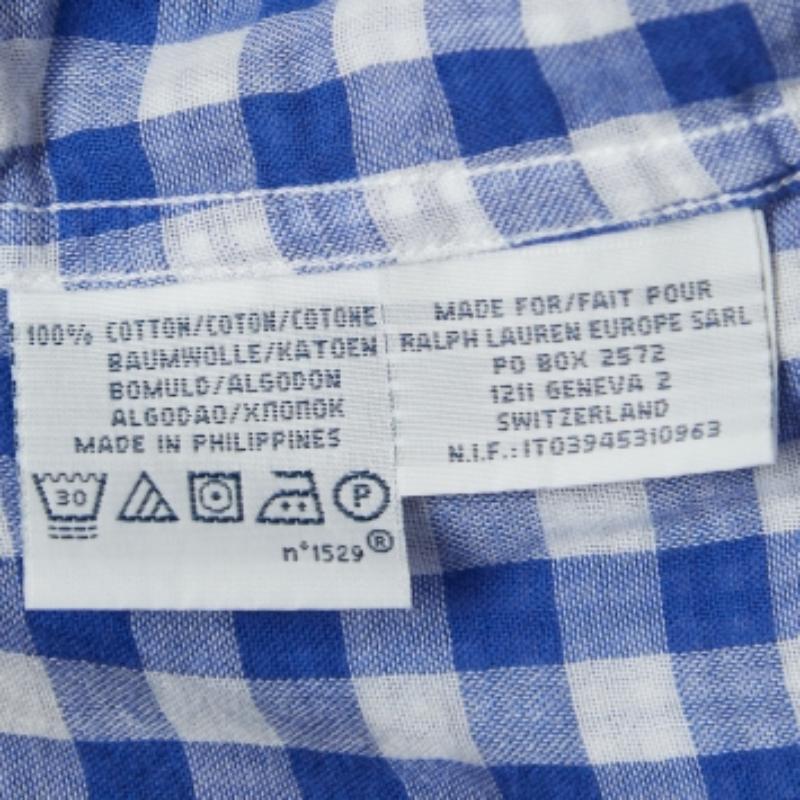 100% COTTON/COTON/COTONE
BAUMWOLLE/KATOEN
BOMULD/ALGODON
ALGODAO/ХЛОПОК
MADE IN PHILIPPINES
30
P
n°1529®
MADE FOR/FAIT POUR
RALPH LAUREN EUROPE SARL
PO BOX 2572
1211 GENEVA 2
SWITZERLAND
N.I.F.:IT03945310963